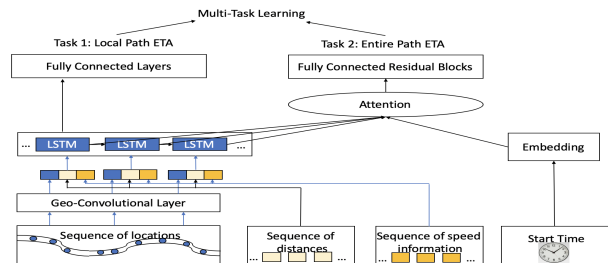 Multi-Task Learning
Task 1: Local Path ETA
Task 2: Entire Path ETA
Fully Connected Layers
Fully Connected Residual Blocks
Attention
... LSTM LSTM LSTM ...
Embedding
Geo-Convolutional Layer
Sequence of locations
Sequence of
distances
... ...
Sequence of speed
information
... ...
Start Time